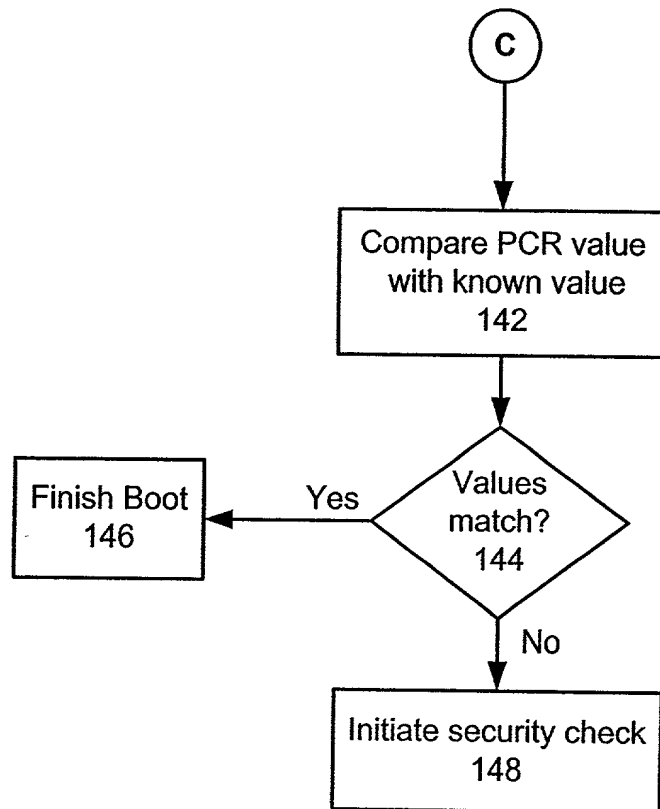 C
Compare PCR value
with known value
142
Values
match?
144
Yes
Finish Boot
146
No
Initiate security check
148